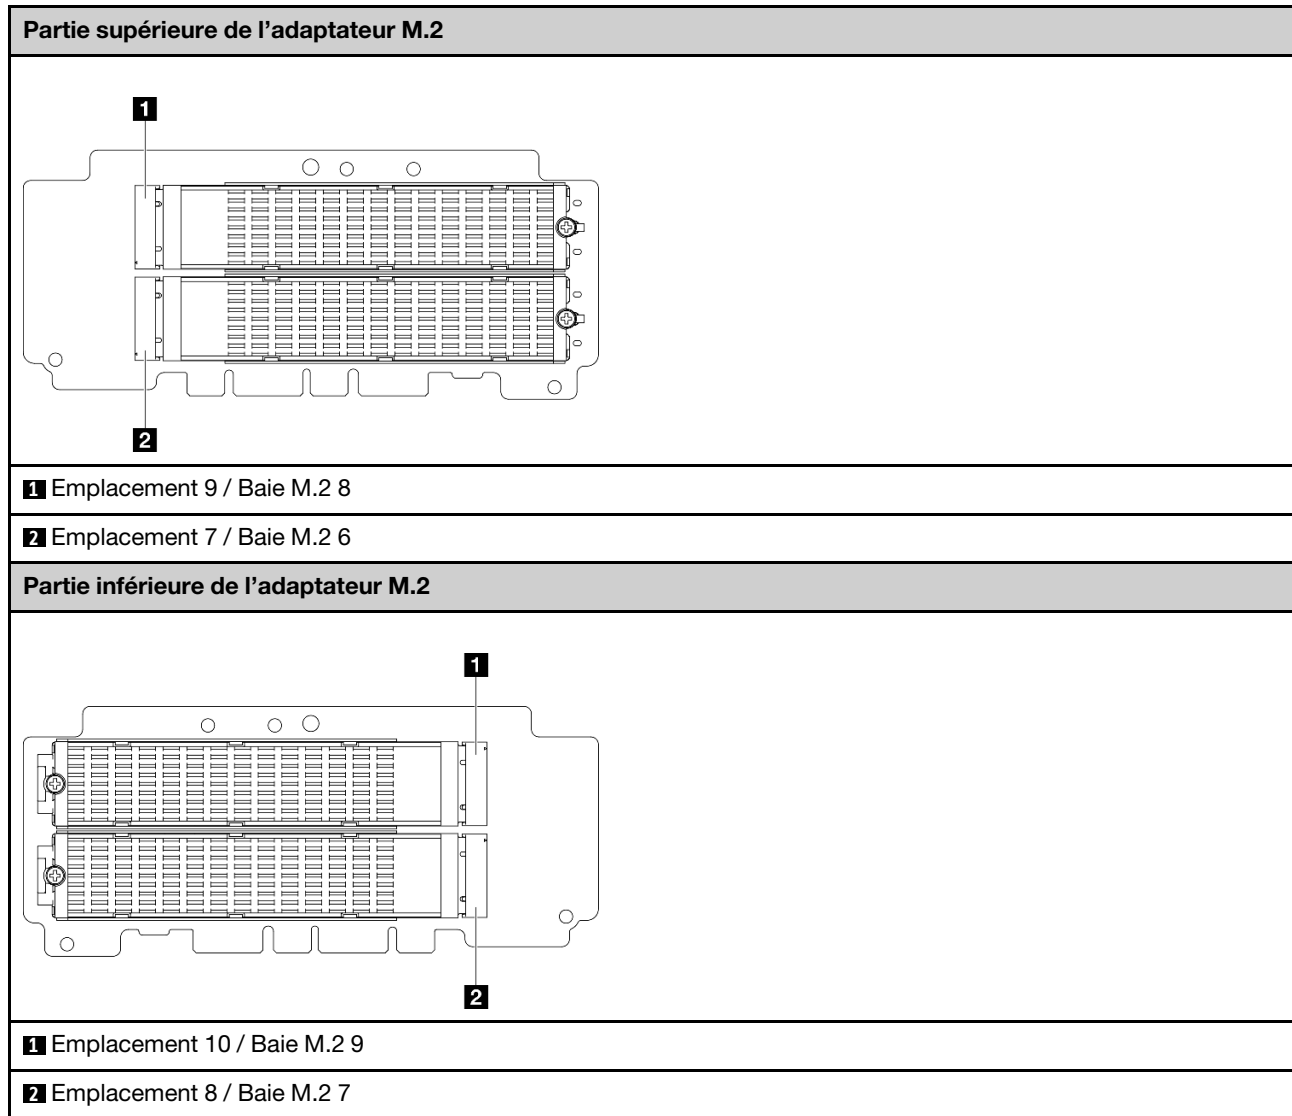 Partie supérieure de l’adaptateur M.2
1
2
1 Emplacement 9 / Baie M.2 8
2 Emplacement 7 / Baie M.2 6
Partie inférieure de l’adaptateur M.2
1
2
1 Emplacement 10 / Baie M.2 9
2 Emplacement 8 / Baie M.2 7